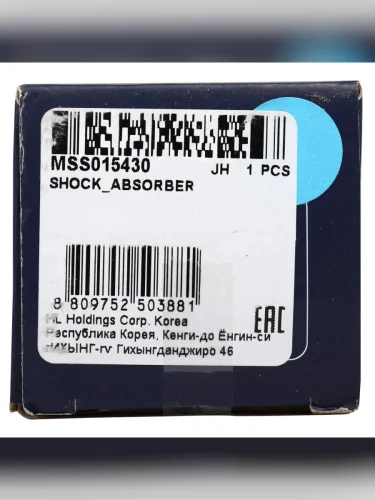 MSS015430 JH 1 PCS
SHOCK_ABSORBER
8 809752 503881
HL Holdings Corp. Korea
Республика Корея, Кенги-до Ёнгин-си
Гихынгданджиро 46
EAC